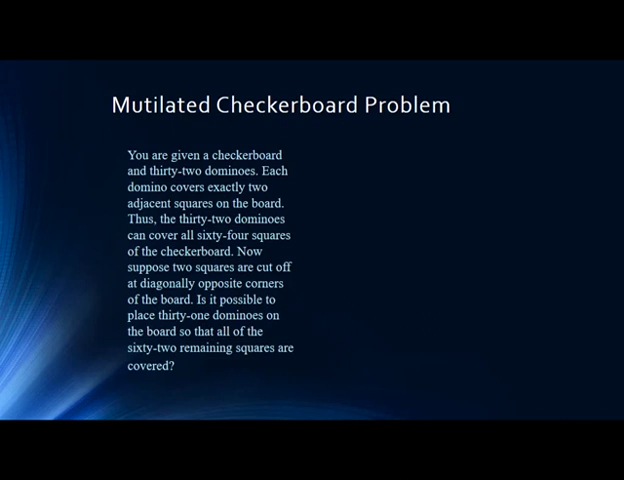 Mutilated Checkerboard Problem
You are given a checkerboard
and thirty-two dominoes. Each
domino covers exactly two
adjacent squares on the board.
Thus, the thirty-two dominoes
can cover all sixty-four squares
of the checkerboard. Now
suppose two squares are cut off
at diagonally opposite corners
of the board. Is it possible to
place thirty-one dominoes on
the board so that all of the
sixty-two remaining squares are
covered?